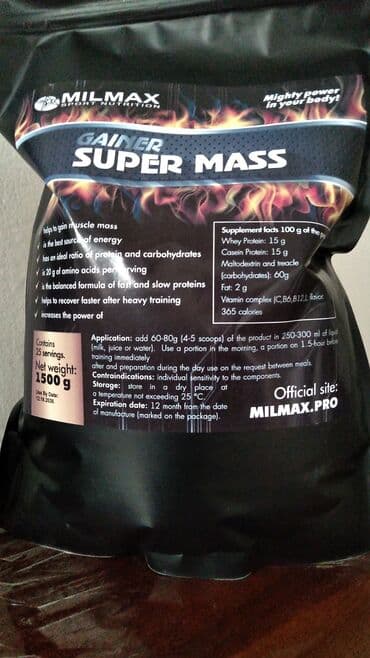 MILMAX
SPORT NUTRITION
Mighty power
in your body!
GAINER
SUPER MASS
helps to gain muscle mass
is the best source of energy
has an ideal ratio of protein and carbohydrates
is 20 g of amino acids per serving
is the balanced formula of fast and slow proteins
helps to recover faster after heavy training
increases the power of
Supplement facts 100 g of the
Whey Protein: 15 g
Casein Protein: 15 g
Maltodextrin and treacle
(carbohydrates): 60g
Fat: 2 g
Vitamin complex (C,B6,B12), flavor.
365 calories
Contains
25 servings.
Net weight:
1500 g
Use By Date:
Application: add 60-80g (4-5 scoops) of the product in 250-300 ml of liquid
(milk, juice or water). Use a portion in the morning, a portion on 1.5-hour before
training immediately
after and preparation during the day use on the request between meals.
Contraindications: individual sensitivity to the components.
Storage: store in a dry place at
a temperature not exceeding 25 °C.
Expiration date: 12 month from the date
of manufacture (marked on the package).
Official site:
MILMAX.PRO